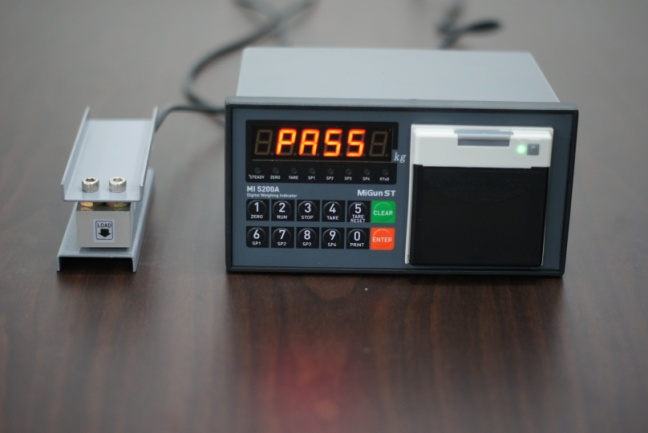 PASS
kg
STEADY ZERO TARE SP1 SP2 SP3 SP4
MI 5200A
Digital Weighing Indicator
MiGun ST
1 2 3 4 5 CLEAR
ZERO RUN STOP TARE TARE RESET
6 7 8 9 0 ENTER
SP1 SP2 SP3 SP4 PRINT
LOAD